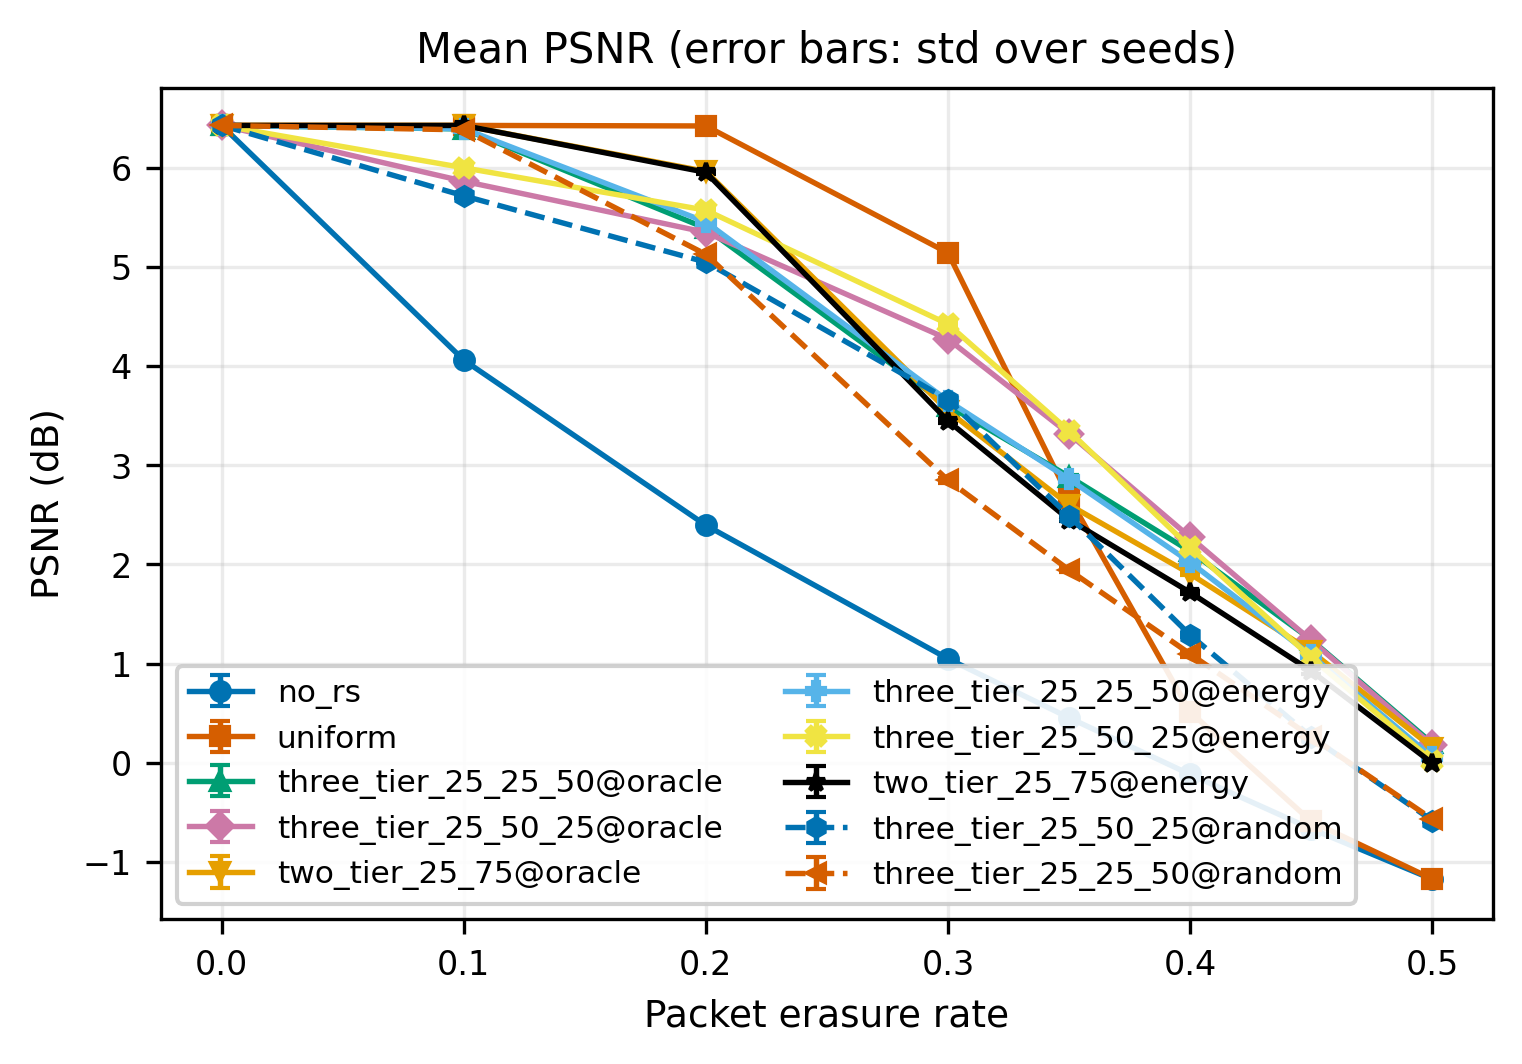 Mean PSNR (error bars: std over seeds)
PSNR (dB)
6
5
4
3
2
1
0
−1
no_rs
uniform
three_tier_25_25_50@oracle
three_tier_25_50_25@oracle
two_tier_25_75@oracle
three_tier_25_25_50@energy
three_tier_25_50_25@energy
two_tier_25_75@energy
three_tier_25_50_25@random
three_tier_25_25_50@random
0.0 0.1 0.2 0.3 0.4 0.5
Packet erasure rate